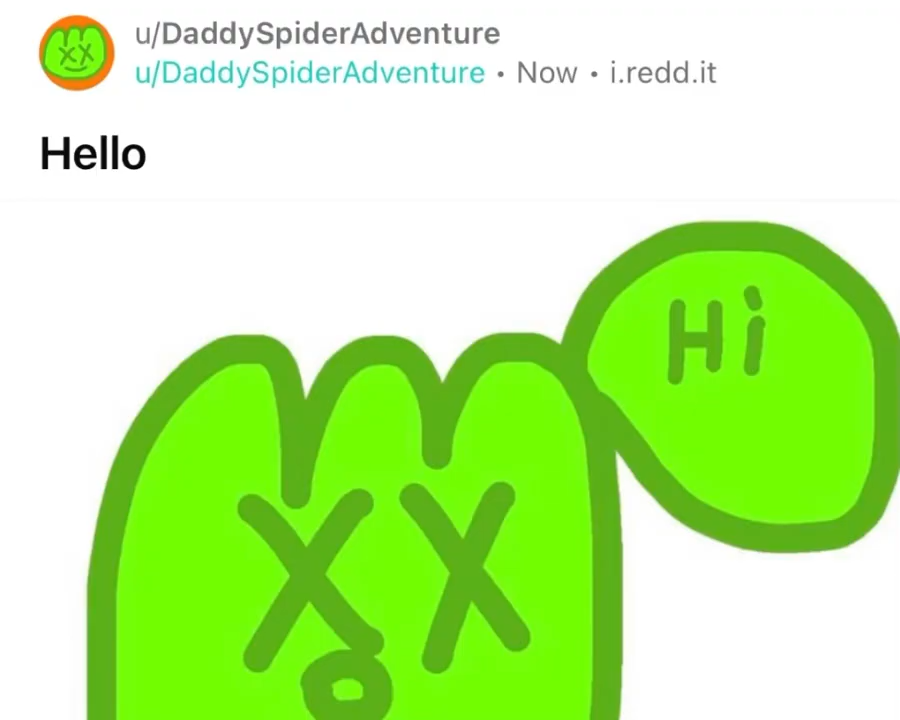 u/DaddySpiderAdventure
u/DaddySpiderAdventure • Now • i.redd.it
Hello
Hi